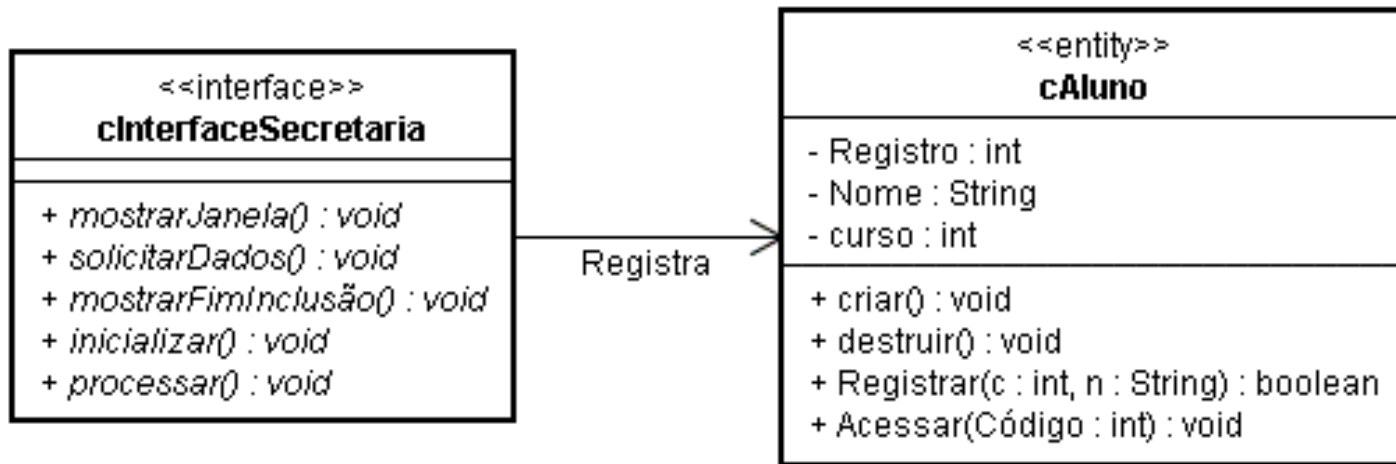 <<interface>>
cInterfaceSecretaria
+ mostrarJanela() : void
+ solicitarDados() : void
+ mostrarFimInclusão() : void
+ inicializar() : void
+ processar() : void
Registra
<<entity>>
cAluno
- Registro : int
- Nome : String
- curso : int
+ criar() : void
+ destruir() : void
+ Registrar(c : int, n : String) : boolean
+ Acessar(Código : int) : void